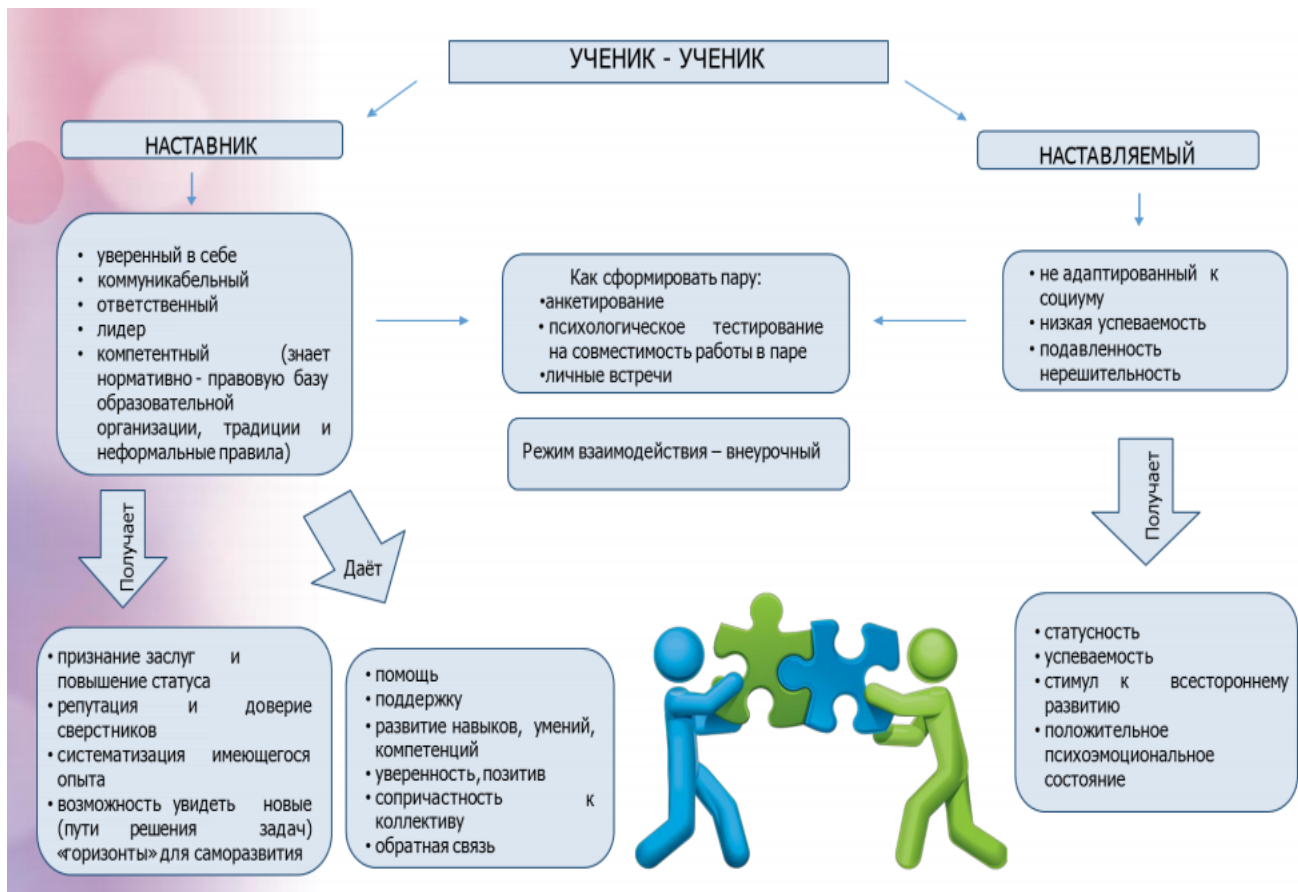 УЧЕНИК - УЧЕНИК
НАСТАВНИК
• уверенный в себе
• коммуникабельный
• ответственный
• лидер
• компетентный (знает
нормативно - правовую базу
образовательной
организации, традиции и
неформальные правила)
Получает
• признание заслуг и
повышение статуса
• репутация и доверие
сверстников
• систематизация имеющегося
опыта
• возможность увидеть новые
(пути решения задач)
«горизонты» для саморазвития
Даёт
• помощь
• поддержку
• развитие навыков, умений,
компетенций
• уверенность, позитив
• сопричастность к
коллективу
• обратная связь
Как сформировать пару:
•анкетирование
• психологическое тестирование
на совместимость работы в паре
•личные встречи
Режим взаимодействия – внеурочный
НАСТАВЛЯЕМЫЙ
• не адаптированный к
социуму
• низкая успеваемость
• подавленность
нерешительность
Получает
• статусность
• успеваемость
• стимул к всестороннему
развитию
• положительное
психоэмоциональное
состояние